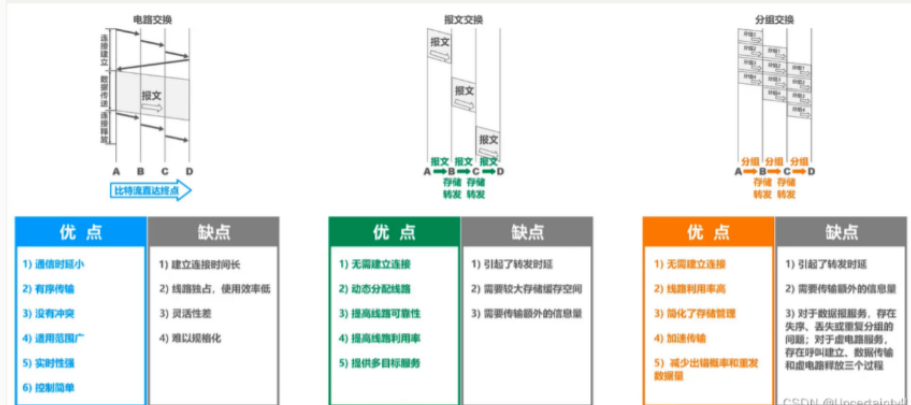 电路交换
连接建立
数据传送
连接释放
报文
A B C D
比特流直达终点
报文交换
报文
报文
报文
报文 报文 报文
A B C D
存储 存储
转发 转发
分组交换
分组 分组 分组
A B C D
存储 存储
转发 转发
优 点
1) 通信时延小
2) 有序传输
3) 没有冲突
4) 适用范围广
5) 实时性强
6) 控制简单
缺点
1) 建立连接时间长
2) 线路独占，使用效率低
3) 灵活性差
4) 难以规格化
优 点
1) 无需建立连接
2) 动态分配线路
3) 提高线路可靠性
4) 提高线路利用率
5) 提供多目标服务
缺点
1) 引起了转发时延
2) 需要较大存储缓存空间
3) 需要传输额外的信息量
优 点
1) 无需建立连接
2) 线路利用率高
3) 简化了存储管理
4) 加速传输
5) 减少出错概率和重发
数据量
缺点
1) 引起了转发时延
2) 需要传输额外的信息量
3) 对于数据报服务，存在
失序、丢失或重复分组的
问题；对于虚电路服务，
存在呼叫建立、数据传输
和虚电路释放三个过程
CSDN